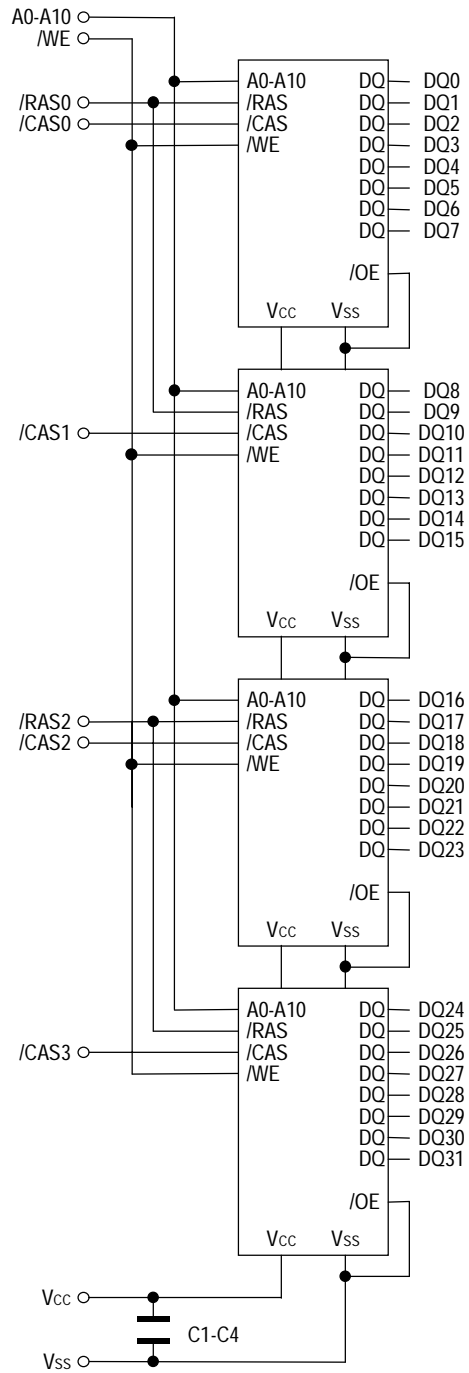 A0-A10
/WE
A0-A10 DQ DQ0
/RAS0 /RAS DQ DQ1
/CAS0 /CAS DQ DQ2
/WE DQ DQ3
DQ DQ4
DQ DQ5
DQ DQ6
DQ DQ7
/OE
Vcc Vss
A0-A10 DQ DQ8
/RAS DQ DQ9
/CAS1 /CAS DQ DQ10
/WE DQ DQ11
DQ DQ12
DQ DQ13
DQ DQ14
DQ DQ15
/OE
Vcc Vss
A0-A10 DQ DQ16
/RAS2 /RAS DQ DQ17
/CAS2 /CAS DQ DQ18
/WE DQ DQ19
DQ DQ20
DQ DQ21
DQ DQ22
DQ DQ23
/OE
Vcc Vss
A0-A10 DQ DQ24
/RAS DQ DQ25
/CAS3 /CAS DQ DQ26
/WE DQ DQ27
DQ DQ28
DQ DQ29
DQ DQ30
DQ DQ31
/OE
Vcc Vss
Vcc
C1-C4
Vss